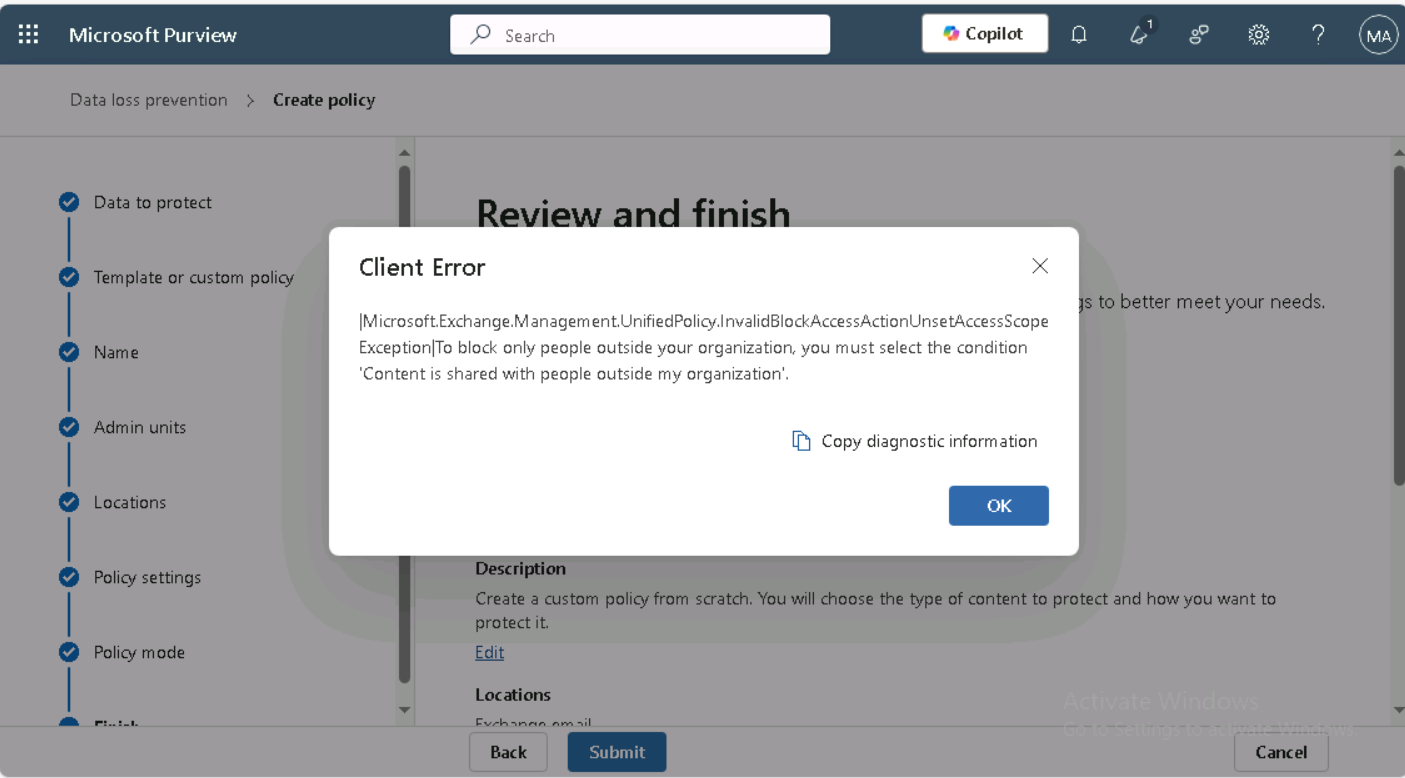 Microsoft Purview
Search
Copilot
1
MA
Data loss prevention > Create policy
Data to protect
Template or custom policy
Name
Admin units
Locations
Policy settings
Policy mode
Finish
Review and finish
gs to better meet your needs.
Client Error
|Microsoft.Exchange.Management.UnifiedPolicy.InvalidBlockAccessActionUnsetAccessScope
Exception|To block only people outside your organization, you must select the condition
'Content is shared with people outside my organization'.
Copy diagnostic information
OK
Description
Create a custom policy from scratch. You will choose the type of content to protect and how you want to
protect it.
Edit
Locations
Exchange email
Activate Windows
Go to Settings to activate Windows.
Back
Submit
Cancel